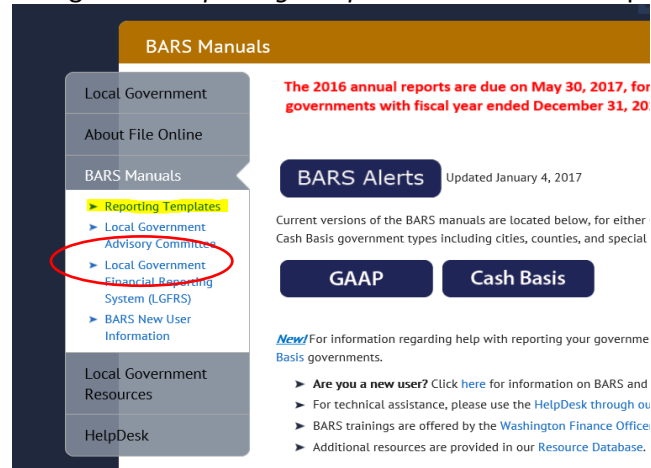 BARS Manuals
Local Government
About File Online
BARS Manuals
➤ Reporting Templates
➤ Local Government
Advisory Committee
➤ Local Government
Financial Reporting
System (LGFRS)
➤ BARS New User
Information
Local Government
Resources
HelpDesk
The 2016 annual reports are due on May 30, 2017, for
governments with fiscal year ended December 31, 20
BARS Alerts Updated January 4, 2017
Current versions of the BARS manuals are located below, for either
Cash Basis government types including cities, counties, and special
GAAP Cash Basis
New! For information regarding help with reporting your governme
Basis governments.
➤ Are you a new user? Click here for information on BARS and
➤ For technical assistance, please use the HelpDesk through ou
➤ BARS trainings are offered by the Washington Finance Officer
➤ Additional resources are provided in our Resource Database.